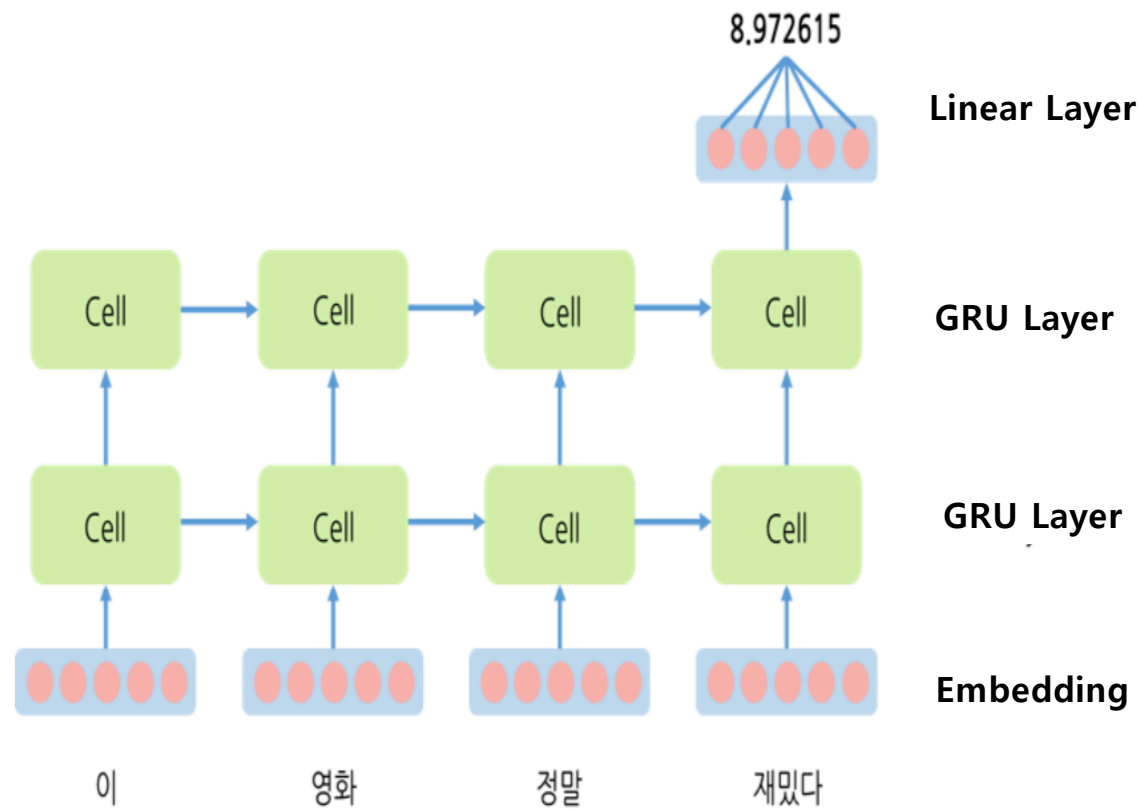 8.972615
Linear Layer
Cell Cell Cell Cell
GRU Layer
Cell Cell Cell Cell
GRU Layer
Embedding
이 영화 정말 재밌다